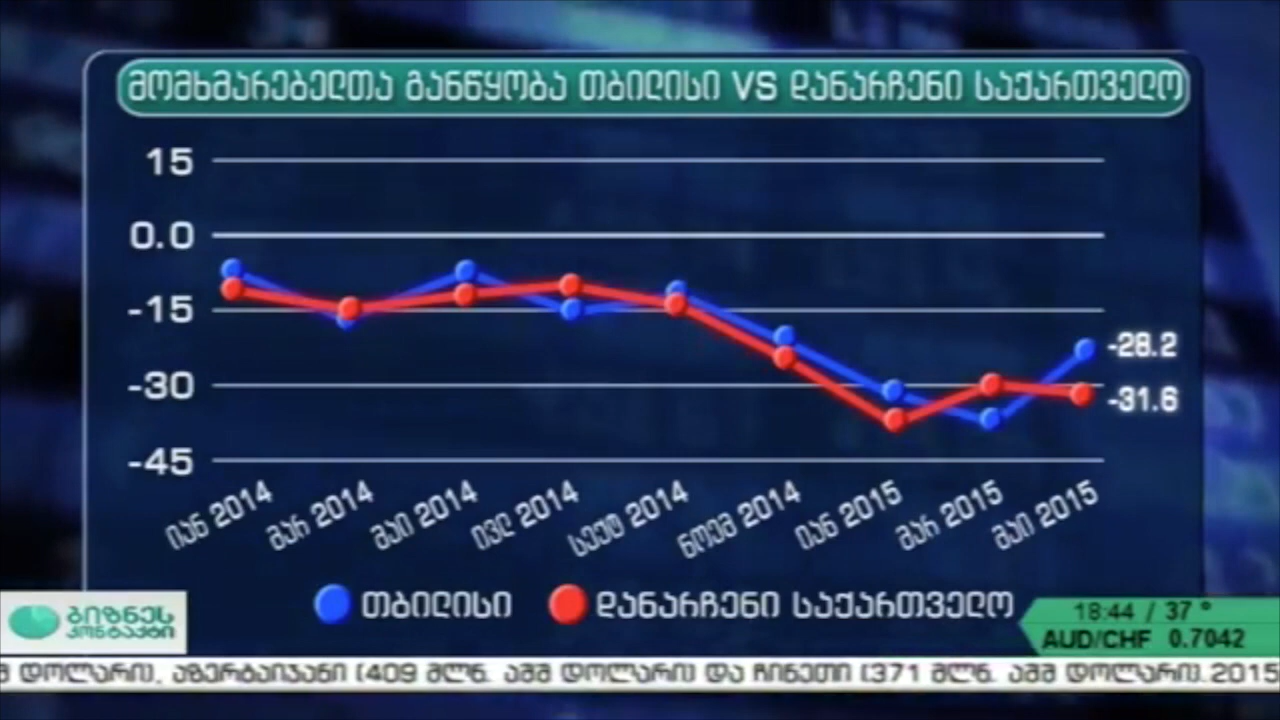 მომხმარებელთა განწყობა თბილისი VS დანარჩენი საქართველო
15
0.0
-15
-30
-45
-28.2
-31.6
იან 2014
მარ 2014
მაი 2014
ივლ 2014
სექტ 2014
ნოემ 2014
იან 2015
მარ 2015
მაი 2015
თბილისი
დანარჩენი საქართველო
ბიზნეს
კონტაქტი
18:44 / 37 °
AUD/CHF 0.7042
დოლარი), აზერბაიჯანი (409 მლნ. აშშ დოლარი) და ჩინეთი (371 მლნ. აშშ დოლარი). 2015